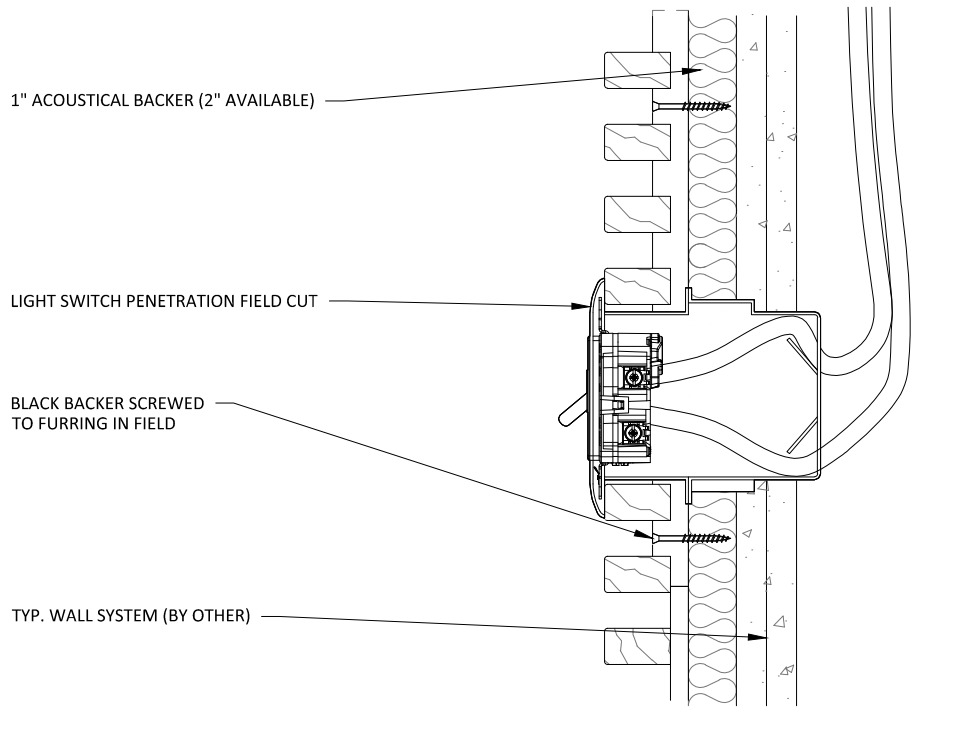 1" ACOUSTICAL BACKER (2" AVAILABLE)
LIGHT SWITCH PENETRATION FIELD CUT
BLACK BACKER SCREWED
TO FURRING IN FIELD
TYP. WALL SYSTEM (BY OTHER)